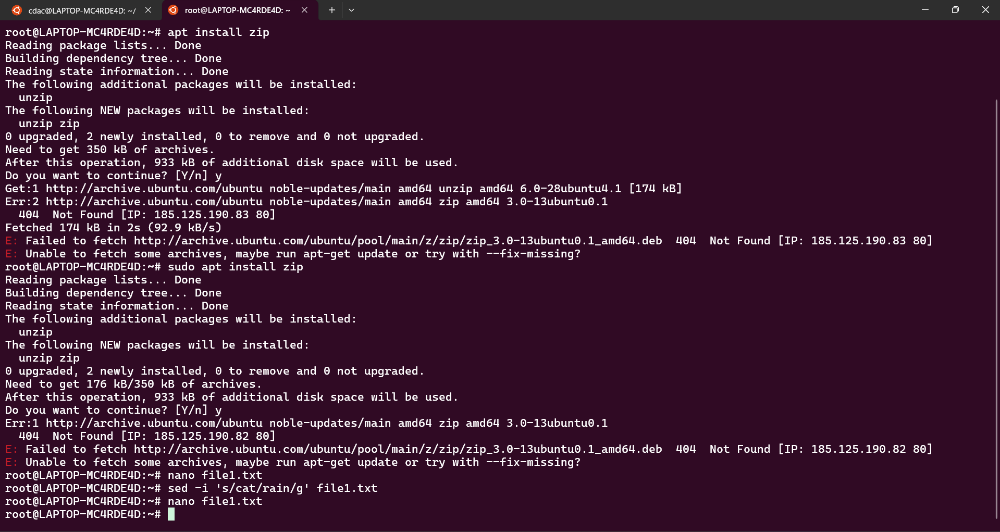 cdac@LAPTOP-MC4RDE4D: ~/
root@LAPTOP-MC4RDE4D: ~
root@LAPTOP-MC4RDE4D:~# apt install zip
Reading package lists... Done
Building dependency tree... Done
Reading state information... Done
The following additional packages will be installed:
  unzip
The following NEW packages will be installed:
  unzip zip
0 upgraded, 2 newly installed, 0 to remove and 0 not upgraded.
Need to get 350 kB of archives.
After this operation, 933 kB of additional disk space will be used.
Do you want to continue? [Y/n] y
Get:1 http://archive.ubuntu.com/ubuntu noble-updates/main amd64 unzip amd64 6.0-28ubuntu4.1 [174 kB]
Err:2 http://archive.ubuntu.com/ubuntu noble-updates/main amd64 zip amd64 3.0-13ubuntu0.1
  404  Not Found [IP: 185.125.190.83 80]
Fetched 174 kB in 2s (92.9 kB/s)
E: Failed to fetch http://archive.ubuntu.com/ubuntu/pool/main/z/zip/zip_3.0-13ubuntu0.1_amd64.deb  404  Not Found [IP: 185.125.190.83 80]
E: Unable to fetch some archives, maybe run apt-get update or try with --fix-missing?
root@LAPTOP-MC4RDE4D:~# sudo apt install zip
Reading package lists... Done
Building dependency tree... Done
Reading state information... Done
The following additional packages will be installed:
  unzip
The following NEW packages will be installed:
  unzip zip
0 upgraded, 2 newly installed, 0 to remove and 0 not upgraded.
Need to get 176 kB/350 kB of archives.
After this operation, 933 kB of additional disk space will be used.
Do you want to continue? [Y/n] y
Err:1 http://archive.ubuntu.com/ubuntu noble-updates/main amd64 zip amd64 3.0-13ubuntu0.1
  404  Not Found [IP: 185.125.190.82 80]
E: Failed to fetch http://archive.ubuntu.com/ubuntu/pool/main/z/zip/zip_3.0-13ubuntu0.1_amd64.deb  404  Not Found [IP: 185.125.190.82 80]
E: Unable to fetch some archives, maybe run apt-get update or try with --fix-missing?
root@LAPTOP-MC4RDE4D:~# nano file1.txt
root@LAPTOP-MC4RDE4D:~# sed -i 's/cat/rain/g' file1.txt
root@LAPTOP-MC4RDE4D:~# nano file1.txt
root@LAPTOP-MC4RDE4D:~#